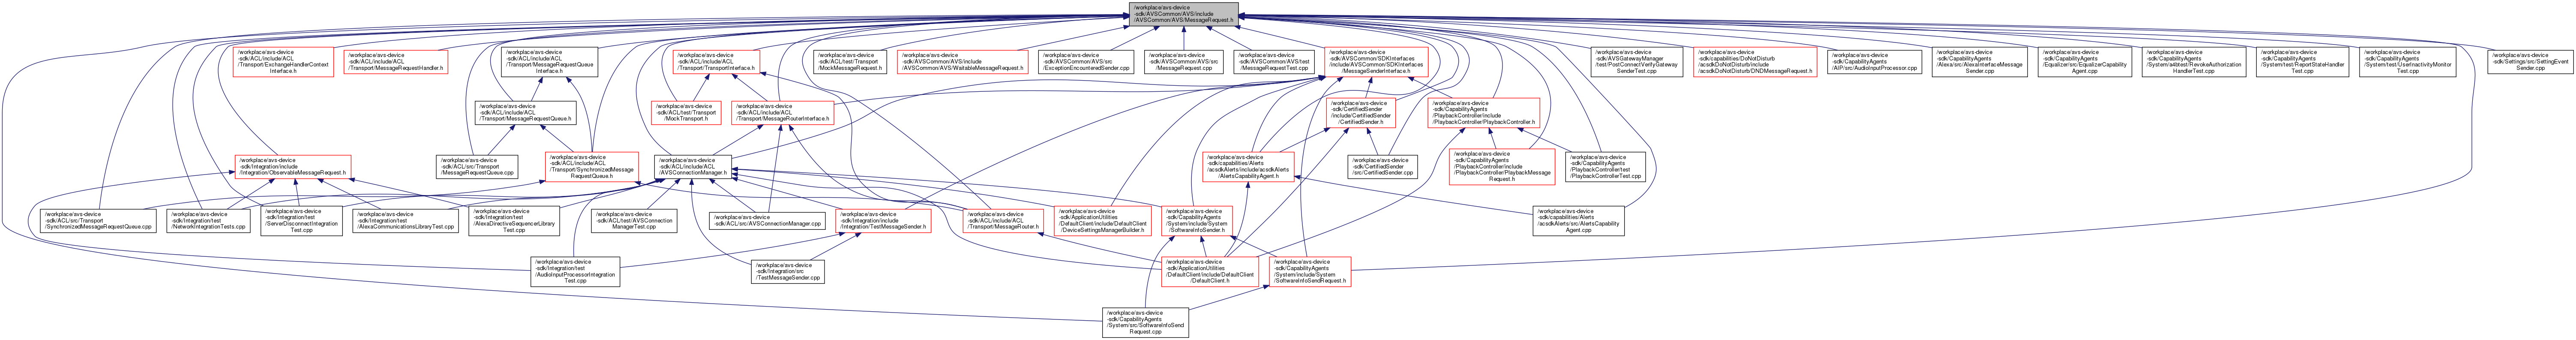 /workplace/avs-device
-sdk/AVSCommon/AVS/include
/AVSCommon/AVS/MessageRequest.h
/workplace/avs-device
-sdk/ACL/include/ACL
/Transport/ExchangeHandlerContext
Interface.h
/workplace/avs-device
-sdk/ACL/include/ACL
/Transport/MessageRequestHandler.h
/workplace/avs-device
-sdk/ACL/include/ACL
/Transport/MessageRequestQueue
Interface.h
/workplace/avs-device
-sdk/ACL/include/ACL
/Transport/TransportInterface.h
/workplace/avs-device
-sdk/ACL/test/Transport
/MockMessageRequest.h
/workplace/avs-device
-sdk/AVSCommon/AVS/include
/AVSCommon/AVS/WaitableMessageRequest.h
/workplace/avs-device
-sdk/AVSCommon/AVS/src
/ExceptionEncounteredSender.cpp
/workplace/avs-device
-sdk/AVSCommon/AVS/src
/MessageRequest.cpp
/workplace/avs-device
-sdk/AVSCommon/AVS/test
/MessageRequestTest.cpp
/workplace/avs-device
-sdk/AVSCommon/SDKInterfaces
/include/AVSCommon/SDKInterfaces
/MessageSenderInterface.h
/workplace/avs-device
-sdk/AVSGatewayManager
/test/PostConnectVerifyGateway
SenderTest.cpp
/workplace/avs-device
-sdk/capabilities/DoNotDisturb
/acsdkDoNotDisturb/include
/acsdkDoNotDisturb/DNDMessageRequest.h
/workplace/avs-device
-sdk/CapabilityAgents
/AIP/src/AudioInputProcessor.cpp
/workplace/avs-device
-sdk/CapabilityAgents
/Alexa/src/AlexaInterfaceMessage
Sender.cpp
/workplace/avs-device
-sdk/CapabilityAgents
/Equalizer/src/EqualizerCapability
Agent.cpp
/workplace/avs-device
-sdk/CapabilityAgents
/System/a4btest/RevokeAuthorization
HandlerTest.cpp
/workplace/avs-device
-sdk/CapabilityAgents
/System/test/ReportStateHandler
Test.cpp
/workplace/avs-device
-sdk/CapabilityAgents
/System/test/UserInactivityMonitor
Test.cpp
/workplace/avs-device
-sdk/Settings/src/SettingEvent
Sender.cpp
/workplace/avs-device
-sdk/ACL/include/ACL
/Transport/MessageRequestQueue.h
/workplace/avs-device
-sdk/ACL/test/Transport
/MockTransport.h
/workplace/avs-device
-sdk/ACL/include/ACL
/Transport/MessageRouterInterface.h
/workplace/avs-device
-sdk/CertifiedSender
/include/CertifiedSender
/CertifiedSender.h
/workplace/avs-device
-sdk/CapabilityAgents
/PlaybackController/include
/PlaybackController/PlaybackController.h
/workplace/avs-device
-sdk/Integration/include
/Integration/ObservableMessageRequest.h
/workplace/avs-device
-sdk/ACL/src/Transport
/MessageRequestQueue.cpp
/workplace/avs-device
-sdk/ACL/include/ACL
/Transport/SynchronizedMessage
RequestQueue.h
/workplace/avs-device
-sdk/ACL/include/ACL
/AVSConnectionManager.h
/workplace/avs-device
-sdk/capabilities/Alerts
/acsdkAlerts/include/acsdkAlerts
/AlertsCapabilityAgent.h
/workplace/avs-device
-sdk/CertifiedSender
/src/CertifiedSender.cpp
/workplace/avs-device
-sdk/CapabilityAgents
/PlaybackController/include
/PlaybackController/PlaybackMessage
Request.h
/workplace/avs-device
-sdk/CapabilityAgents
/PlaybackController/test
/PlaybackControllerTest.cpp
/workplace/avs-device
-sdk/ACL/src/Transport
/SynchronizedMessageRequestQueue.cpp
/workplace/avs-device
-sdk/Integration/test
/NetworkIntegrationTests.cpp
/workplace/avs-device
-sdk/Integration/test
/ServerDisconnectIntegration
Test.cpp
/workplace/avs-device
-sdk/Integration/test
/AlexaCommunicationsLibraryTest.cpp
/workplace/avs-device
-sdk/Integration/test
/AlexaDirectiveSequencerLibrary
Test.cpp
/workplace/avs-device
-sdk/ACL/test/AVSConnection
ManagerTest.cpp
/workplace/avs-device
-sdk/ACL/src/AVSConnectionManager.cpp
/workplace/avs-device
-sdk/Integration/include
/Integration/TestMessageSender.h
/workplace/avs-device
-sdk/ACL/include/ACL
/Transport/MessageRouter.h
/workplace/avs-device
-sdk/ApplicationUtilities
/DefaultClient/include/DefaultClient
/DeviceSettingsManagerBuilder.h
/workplace/avs-device
-sdk/CapabilityAgents
/System/include/System
/SoftwareInfoSender.h
/workplace/avs-device
-sdk/capabilities/Alerts
/acsdkAlerts/src/AlertsCapability
Agent.cpp
/workplace/avs-device
-sdk/Integration/test
/AudioInputProcessorIntegration
Test.cpp
/workplace/avs-device
-sdk/Integration/src
/TestMessageSender.cpp
/workplace/avs-device
-sdk/ApplicationUtilities
/DefaultClient/include/DefaultClient
/DefaultClient.h
/workplace/avs-device
-sdk/CapabilityAgents
/System/include/System
/SoftwareInfoSendRequest.h
/workplace/avs-device
-sdk/CapabilityAgents
/System/src/SoftwareInfoSend
Request.cpp